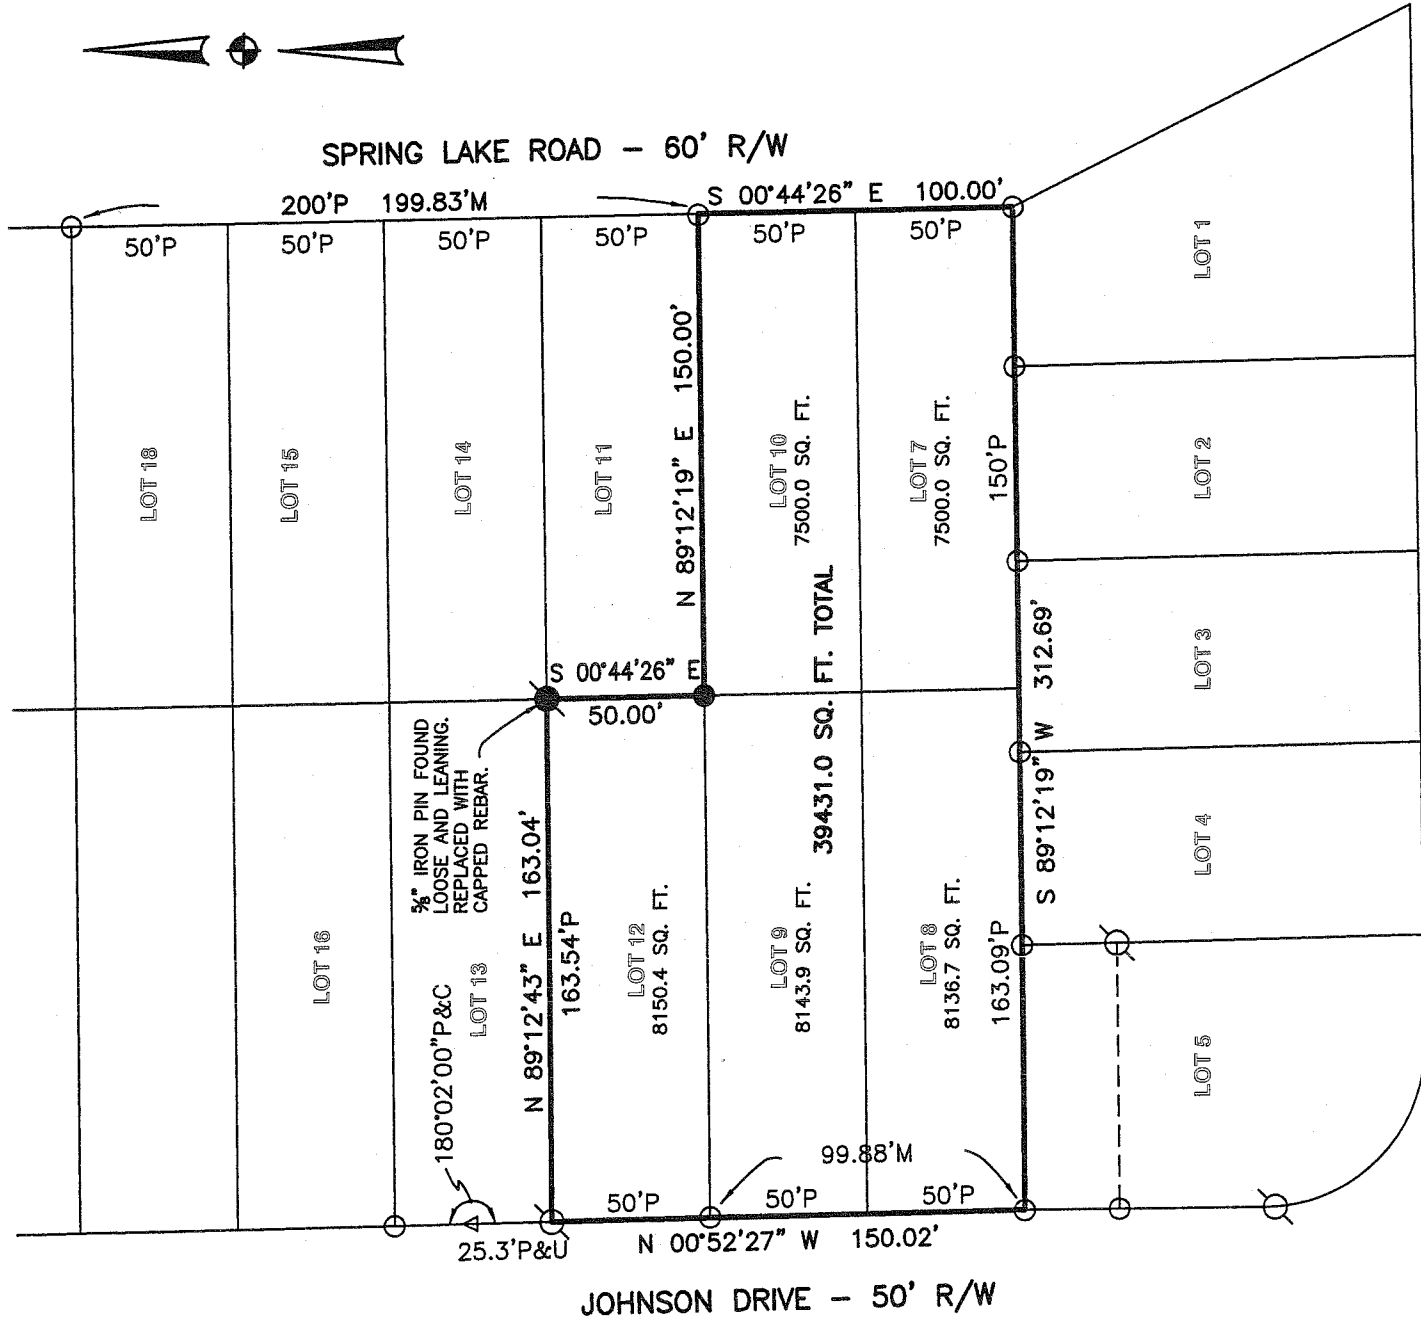 SPRING LAKE ROAD - 60' R/W
200'P 199.83'M
S 00°44'26" E 100.00'
50'P
50'P
50'P
50'P
50'P
50'P
LOT 18
LOT 15
LOT 14
LOT 11
N 89°12'19" E 150.00'
LOT 10
7500.0 SQ. FT.
LOT 7
7500.0 SQ. FT.
150'P
LOT 1
LOT 2
LOT 3
LOT 4
LOT 5
S 89°12'19" W 312.69'
39431.0 SQ. FT. TOTAL
S 00°44'26" E
50.00'
⅝" IRON PIN FOUND
LOOSE AND LEANING.
REPLACED WITH
CAPPED REBAR.
LOT 16
LOT 13
180°02'00"P&C
N 89°12'43" E 163.04'
163.54'P
LOT 12
8150.4 SQ. FT.
LOT 9
8143.9 SQ. FT.
LOT 8
8136.7 SQ. FT.
163.09'P
99.88'M
50'P
50'P
50'P
25.3'P&U
N 00°52'27" W 150.02'
JOHNSON DRIVE - 50' R/W